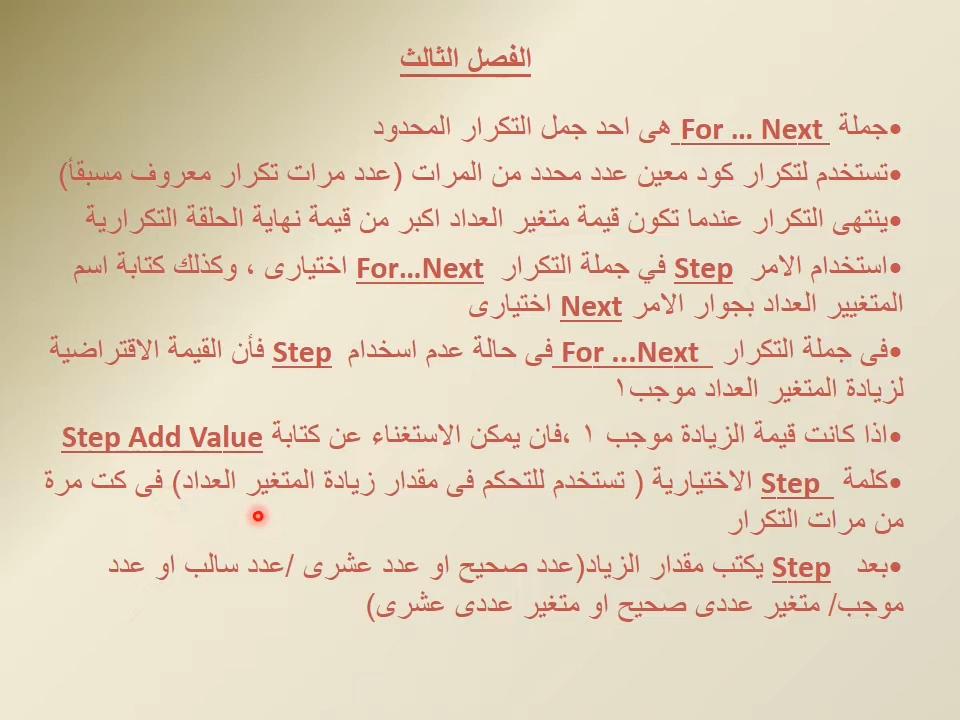 الفصل الثالث
•جملة For ... Next هى احد جمل التكرار المحدود
•تستخدم لتكرار كود معين عدد محدد من المرات (عدد مرات تكرار معروف مسبقأ)
•ينتهى التكرار عندما تكون قيمة متغير العداد اكبر من قيمة نهاية الحلقة التكرارية
•استخدام الامر Step في جملة التكرار For...Next اختيارى ، وكذلك كتابة اسم
المتغيير العداد بجوار الامر Next اختيارى
•فى جملة التكرار For ...Next فى حالة عدم اسخدام Step فأن القيمة الاقتراضية
لزيادة المتغير العداد موجب١
•اذا كانت قيمة الزيادة موجب ١ ،فان يمكن الاستغناء عن كتابة Step Add Value
•كلمة Step الاختيارية ( تستخدم للتحكم فى مقدار زيادة المتغير العداد) فى كت مرة
من مرات التكرار
•بعد Step يكتب مقدار الزياد(عدد صحيح او عدد عشرى /عدد سالب او عدد
موجب/ متغير عددى صحيح او متغير عددى عشرى)